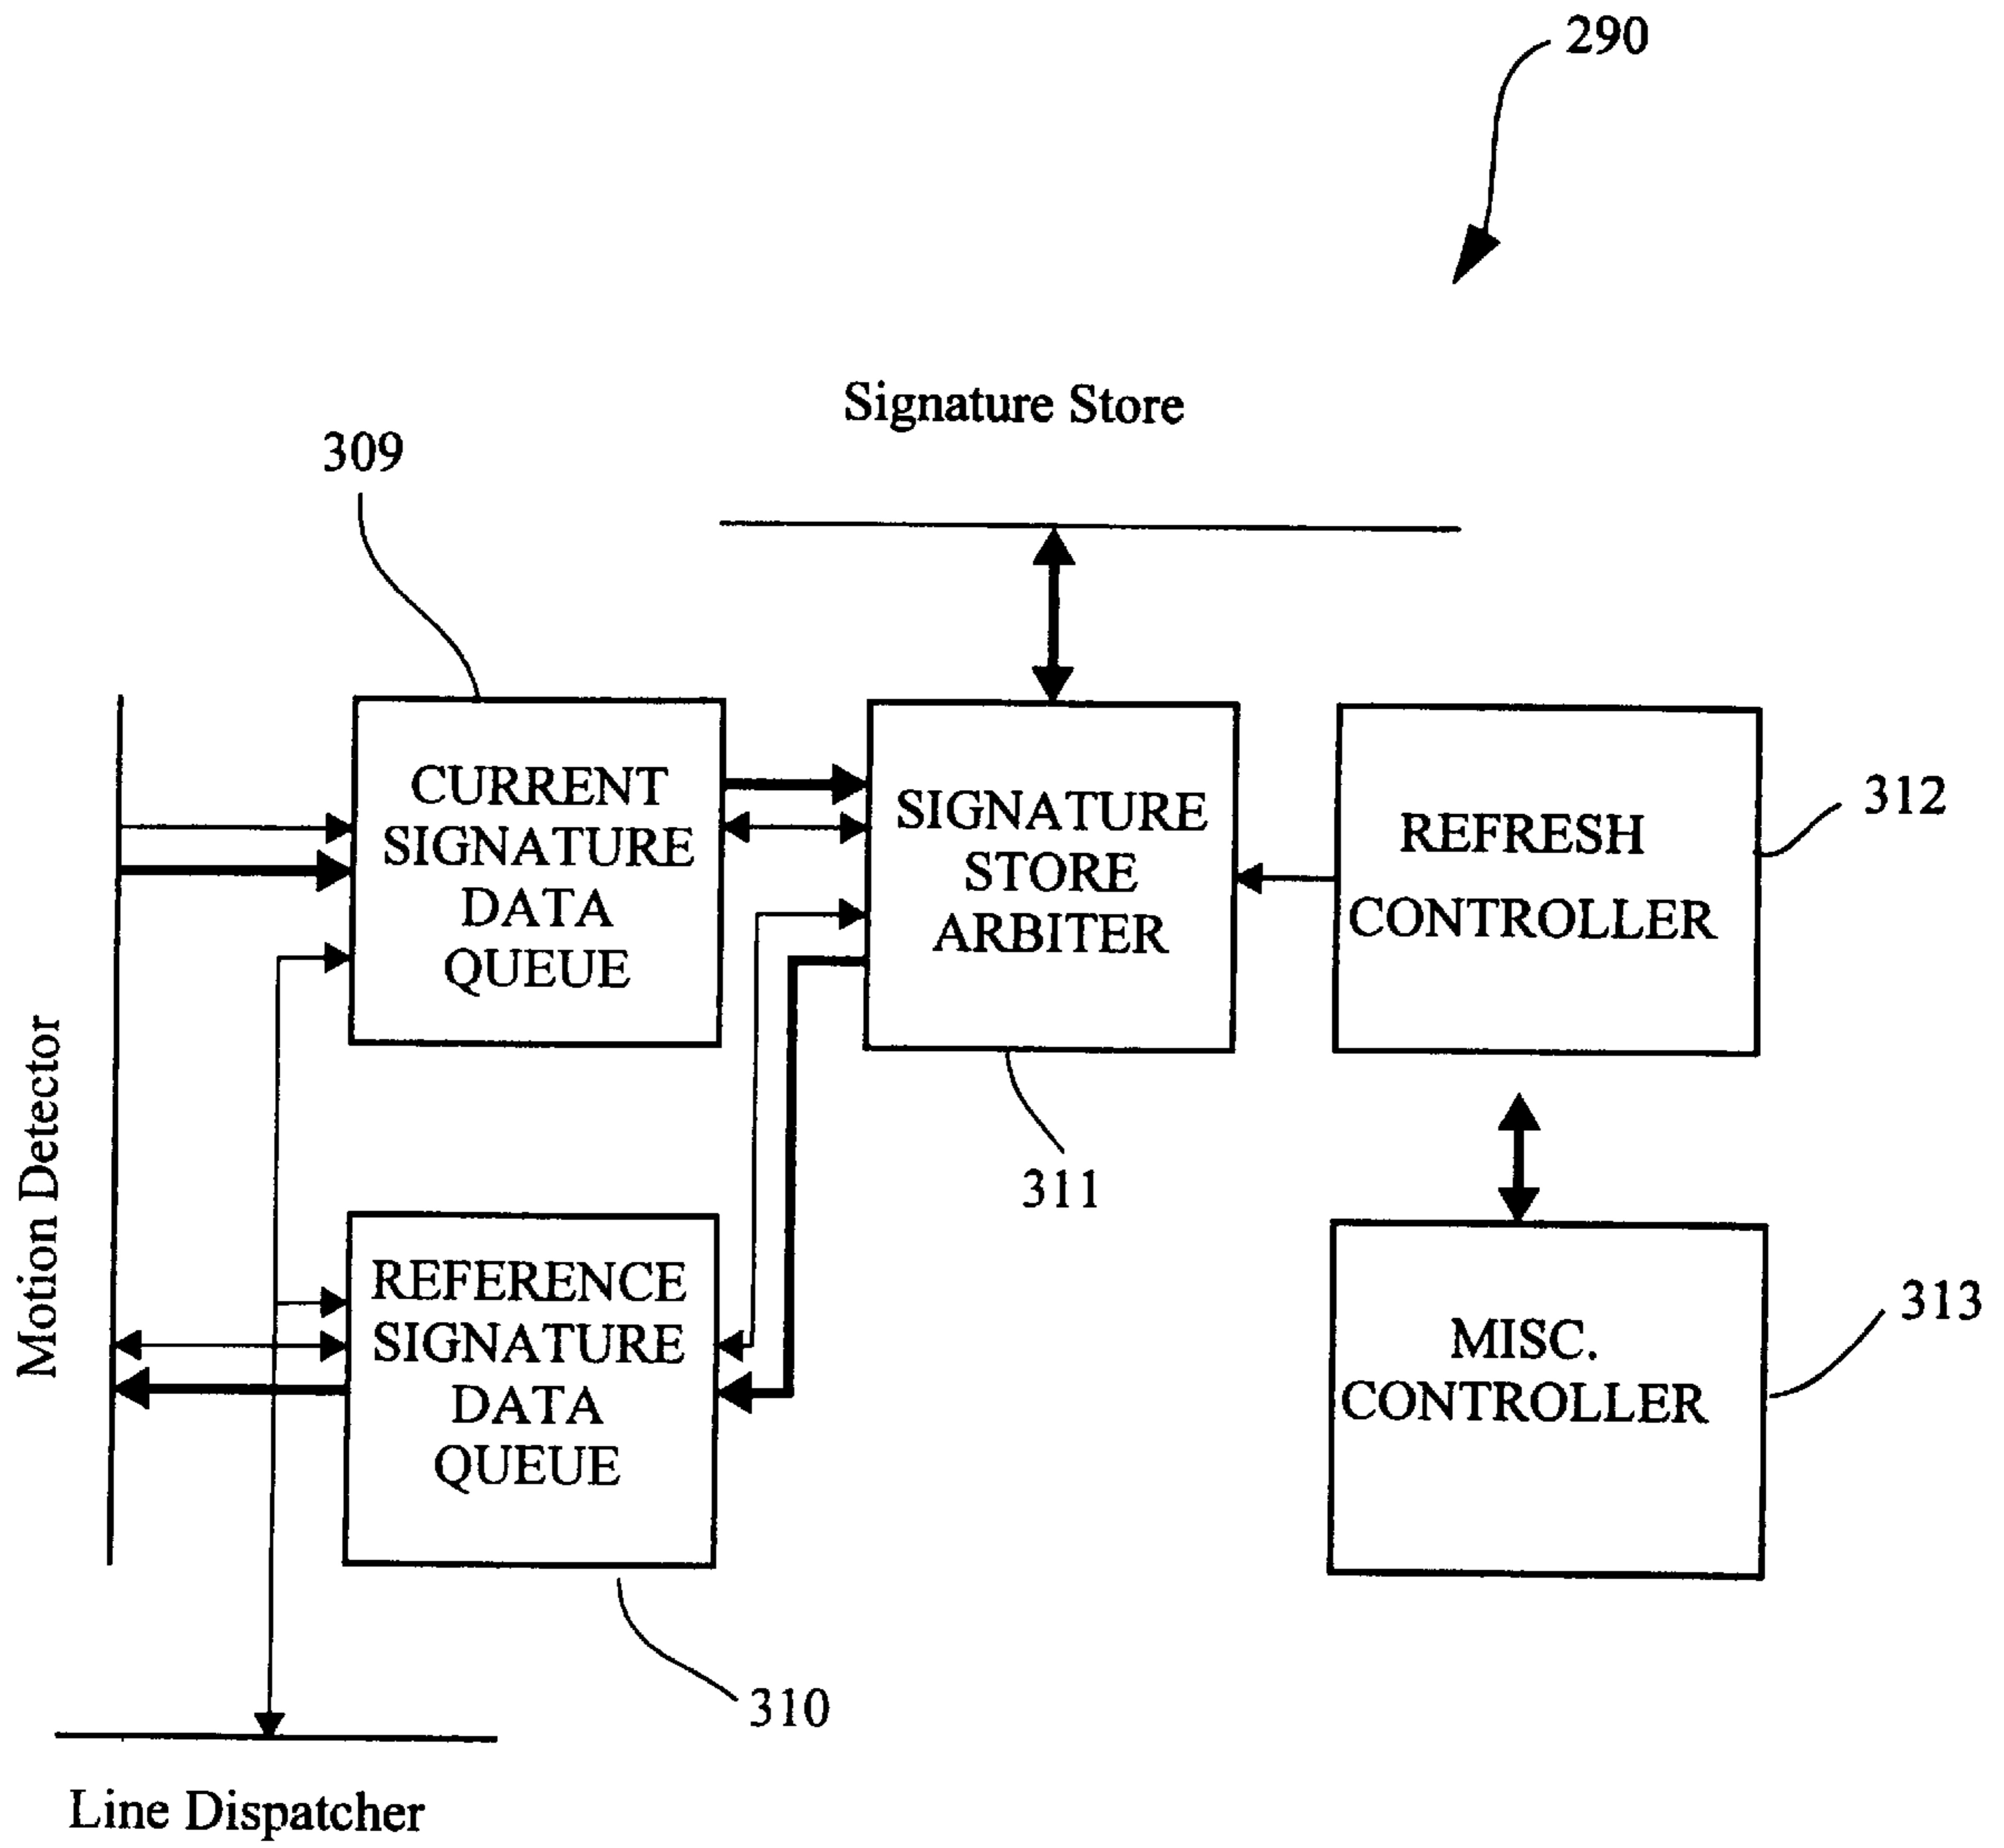 290
Signature Store
309
CURRENT
SIGNATURE
DATA
QUEUE
SIGNATURE
STORE
ARBITER
REFRESH
CONTROLLER
312
311
Motion Detector
REFERENCE
SIGNATURE
DATA
QUEUE
MISC.
CONTROLLER
313
310
Line Dispatcher